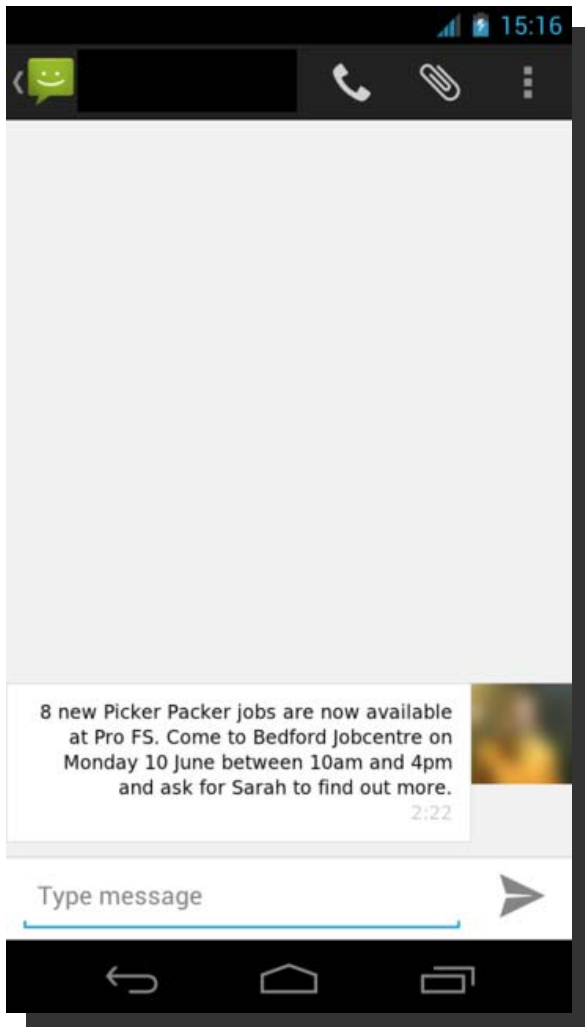 15:16
8 new Picker Packer jobs are now available
at Pro FS. Come to Bedford Jobcentre on
Monday 10 June between 10am and 4pm
and ask for Sarah to find out more.
2:22
Type message